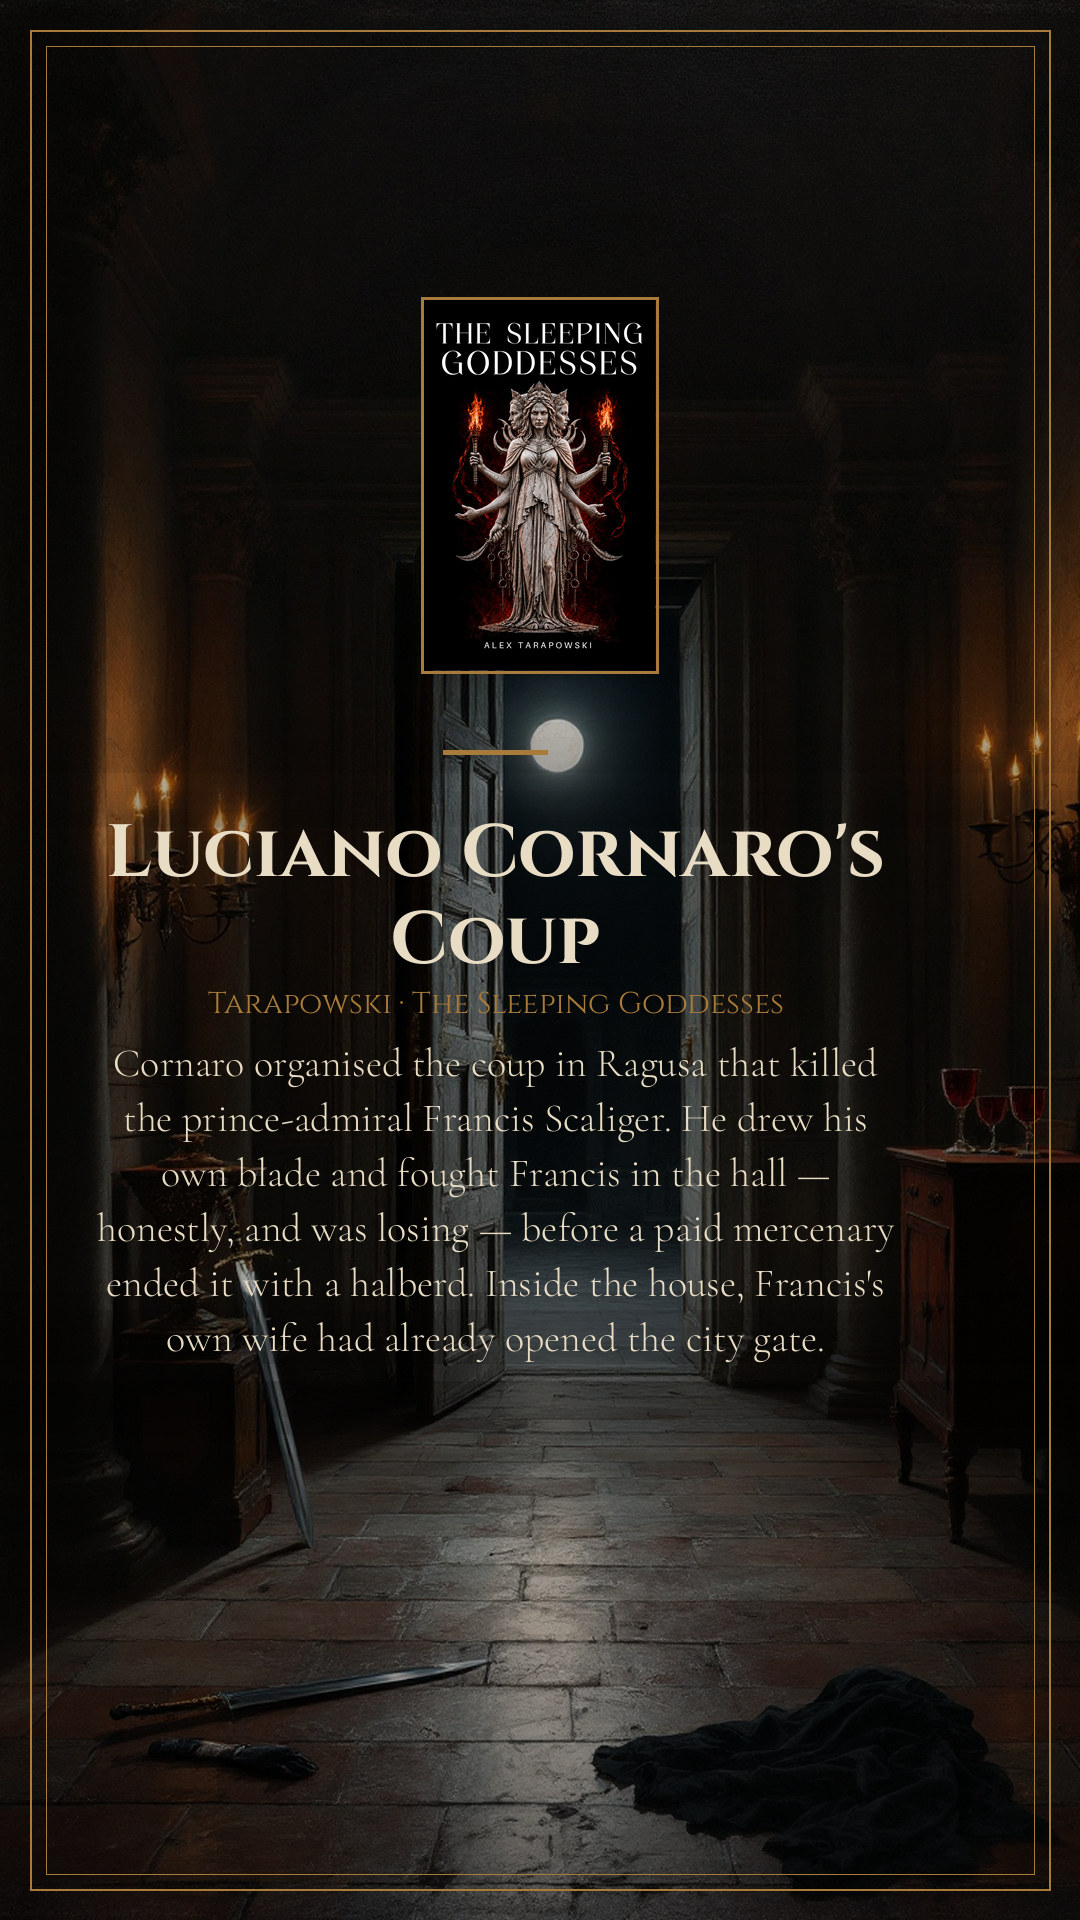 THE SLEEPING
GODDESSES
ALEX TARAPOWSKI
Luciano Cornaro's
Coup
Tarapowski · The Sleeping Goddesses
Cornaro organised the coup in Ragusa that killed
the prince-admiral Francis Scaliger. He drew his
own blade and fought Francis in the hall —
honestly, and was losing — before a paid mercenary
ended it with a halberd. Inside the house, Francis's
own wife had already opened the city gate.